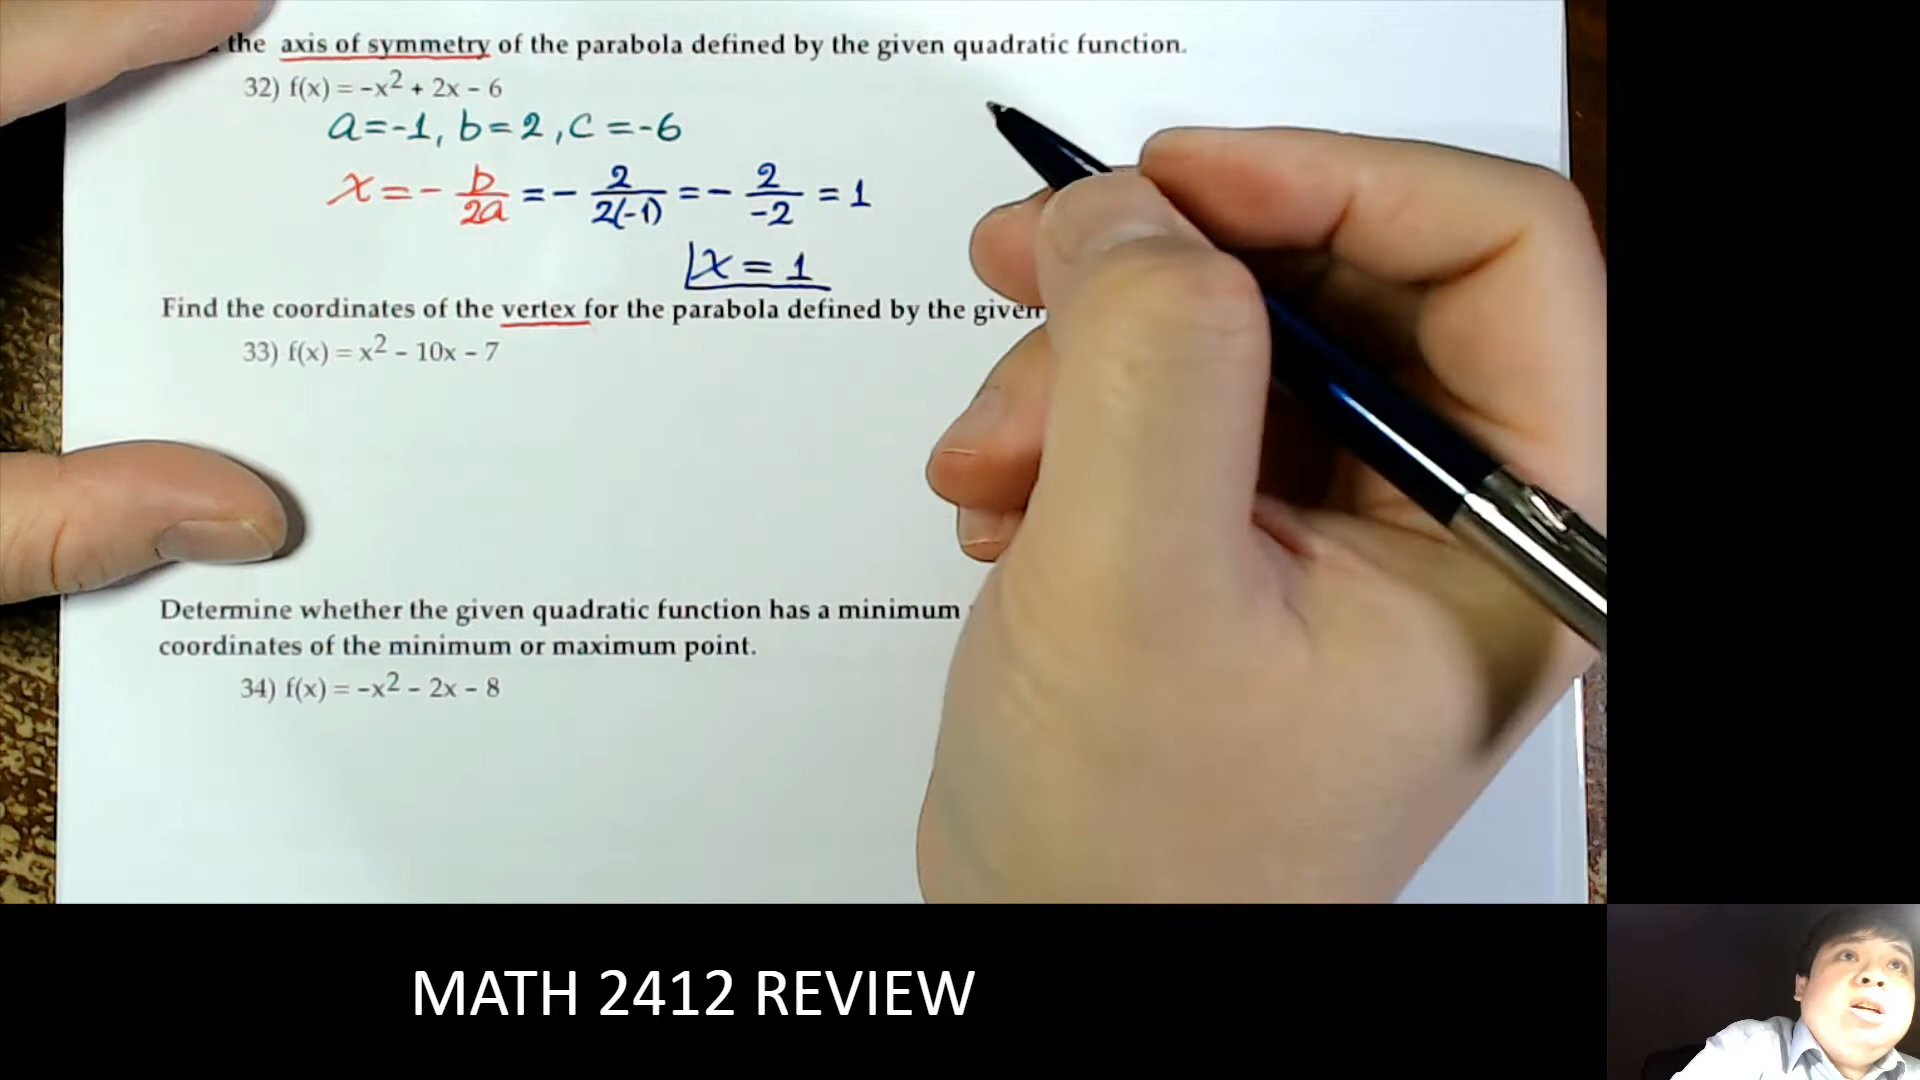 the axis of symmetry of the parabola defined by the given quadratic function.
32) f(x) = -x² + 2x - 6
a=-1, b=2, c=-6
x = - b/2a = - 2/2(-1) = - 2/-2 = 1
x = 1
Find the coordinates of the vertex for the parabola defined by the given
33) f(x) = x² - 10x - 7
Determine whether the given quadratic function has a minimum
coordinates of the minimum or maximum point.
34) f(x) = -x² - 2x - 8
MATH 2412 REVIEW